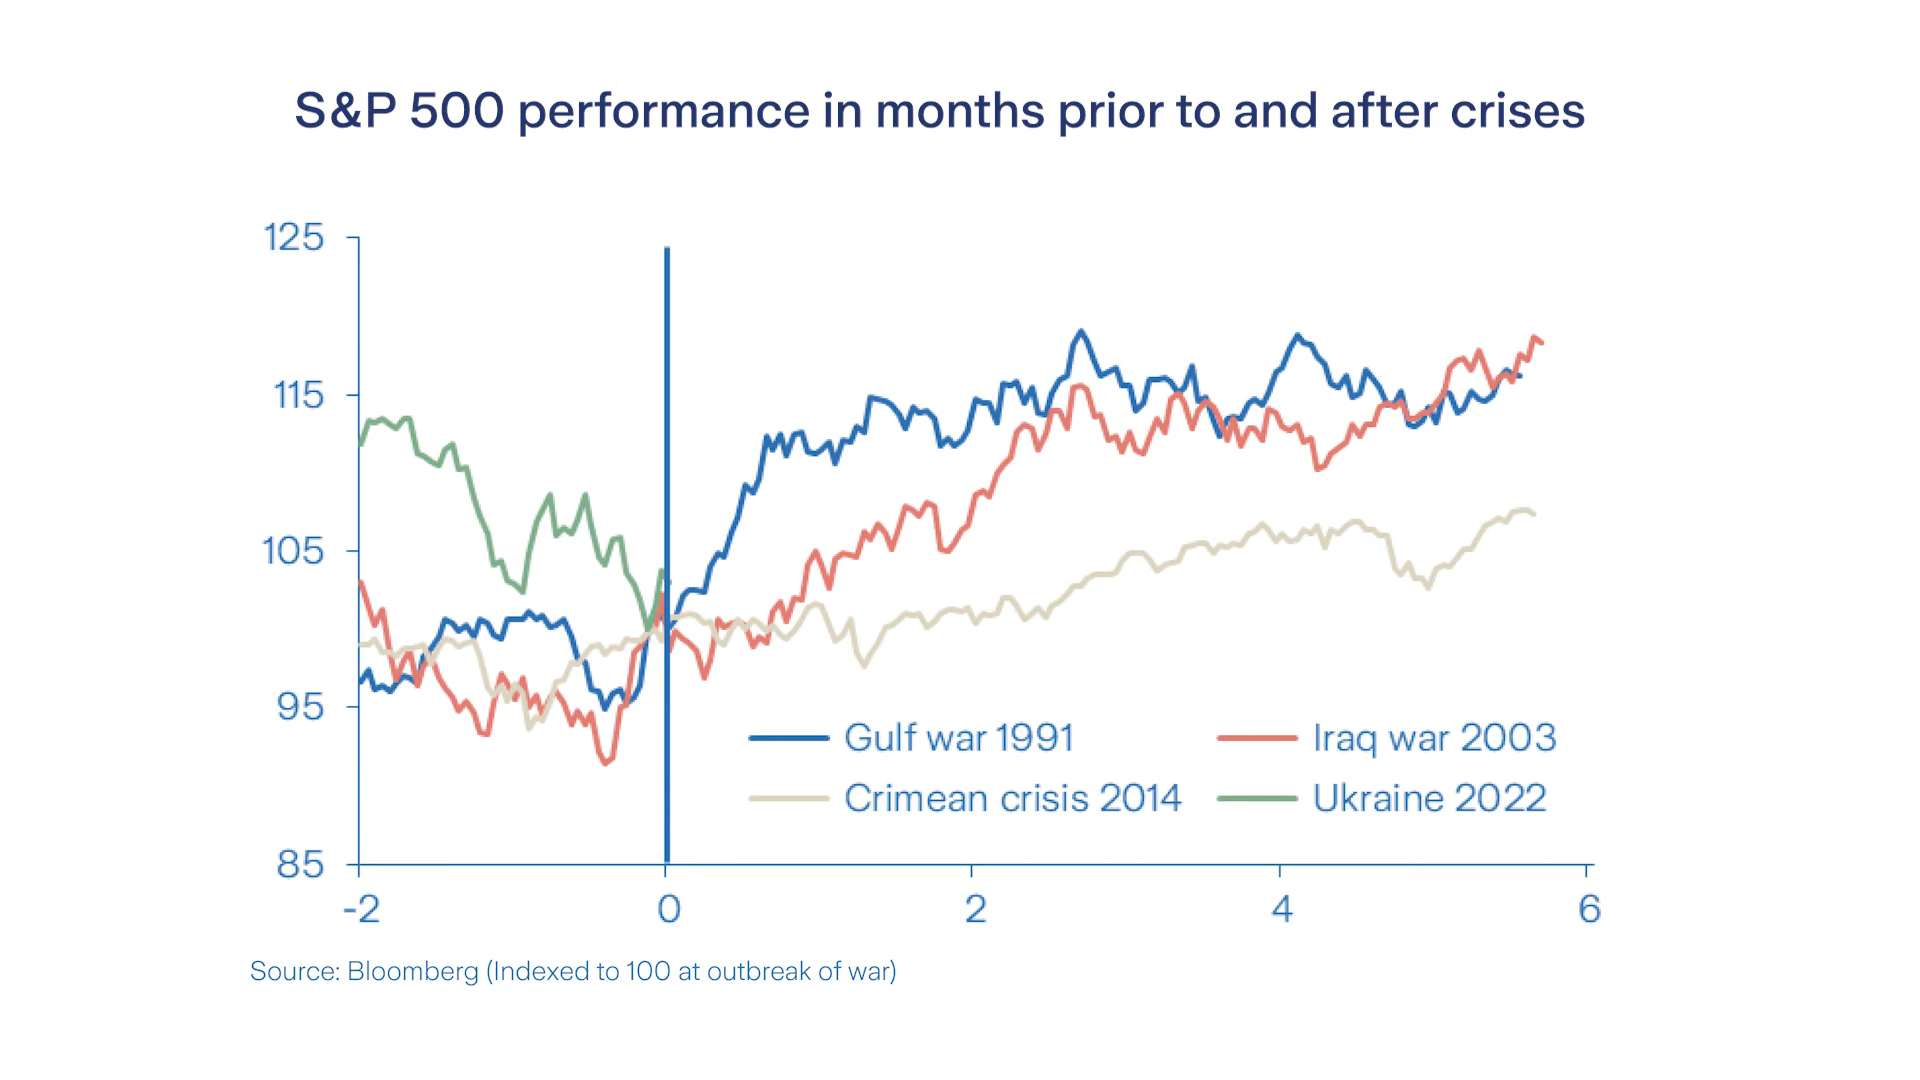 S&P 500 performance in months prior to and after crises
125
115
105
95
85
-2 0 2 4 6
Gulf war 1991 Iraq war 2003
Crimean crisis 2014 Ukraine 2022
Source: Bloomberg (Indexed to 100 at outbreak of war)